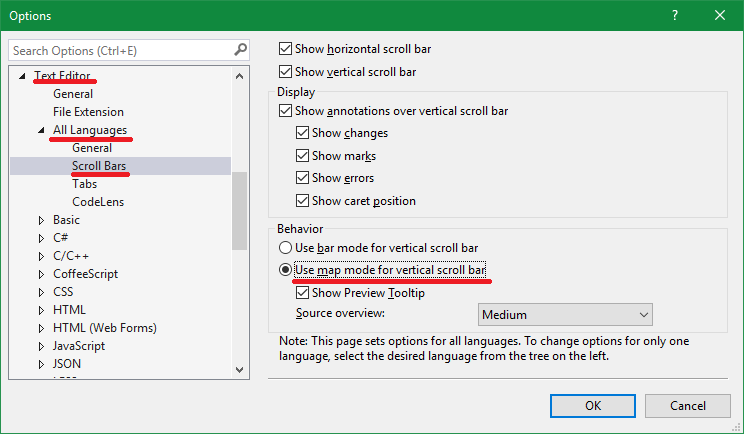 Options
?
Search Options (Ctrl+E)
Text Editor
General
File Extension
All Languages
General
Scroll Bars
Tabs
CodeLens
Basic
C#
C/C++
CoffeeScript
CSS
HTML
HTML (Web Forms)
JavaScript
JSON
Show horizontal scroll bar
Show vertical scroll bar
Display
Show annotations over vertical scroll bar
Show changes
Show marks
Show errors
Show caret position
Behavior
Use bar mode for vertical scroll bar
Use map mode for vertical scroll bar
Show Preview Tooltip
Source overview: Medium
Note: This page sets options for all languages. To change options for only one
language, select the desired language from the tree on the left.
OK Cancel